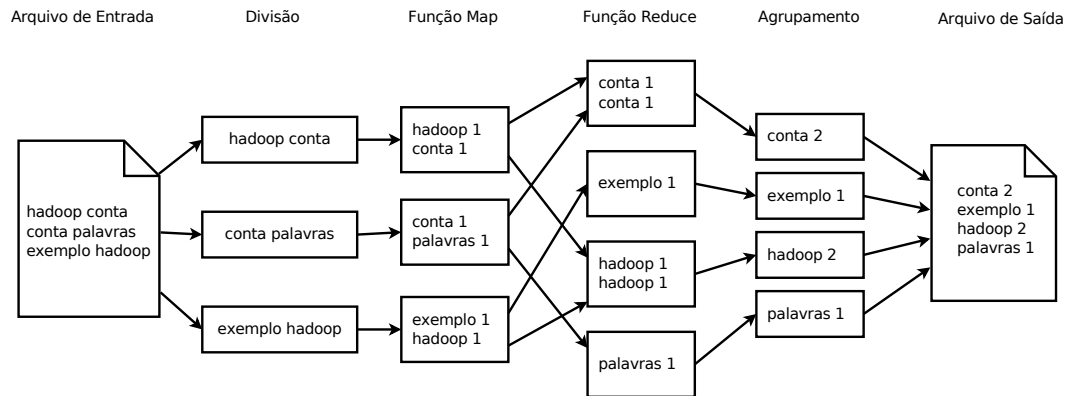 Arquivo de Entrada
Divisão
Função Map
Função Reduce
Agrupamento
Arquivo de Saída
hadoop conta
conta palavras
exemplo hadoop
hadoop conta
conta palavras
exemplo hadoop
hadoop 1
conta 1
conta 1
palavras 1
exemplo 1
hadoop 1
conta 1
conta 1
exemplo 1
hadoop 1
hadoop 1
palavras 1
conta 2
exemplo 1
hadoop 2
palavras 1
conta 2
exemplo 1
hadoop 2
palavras 1